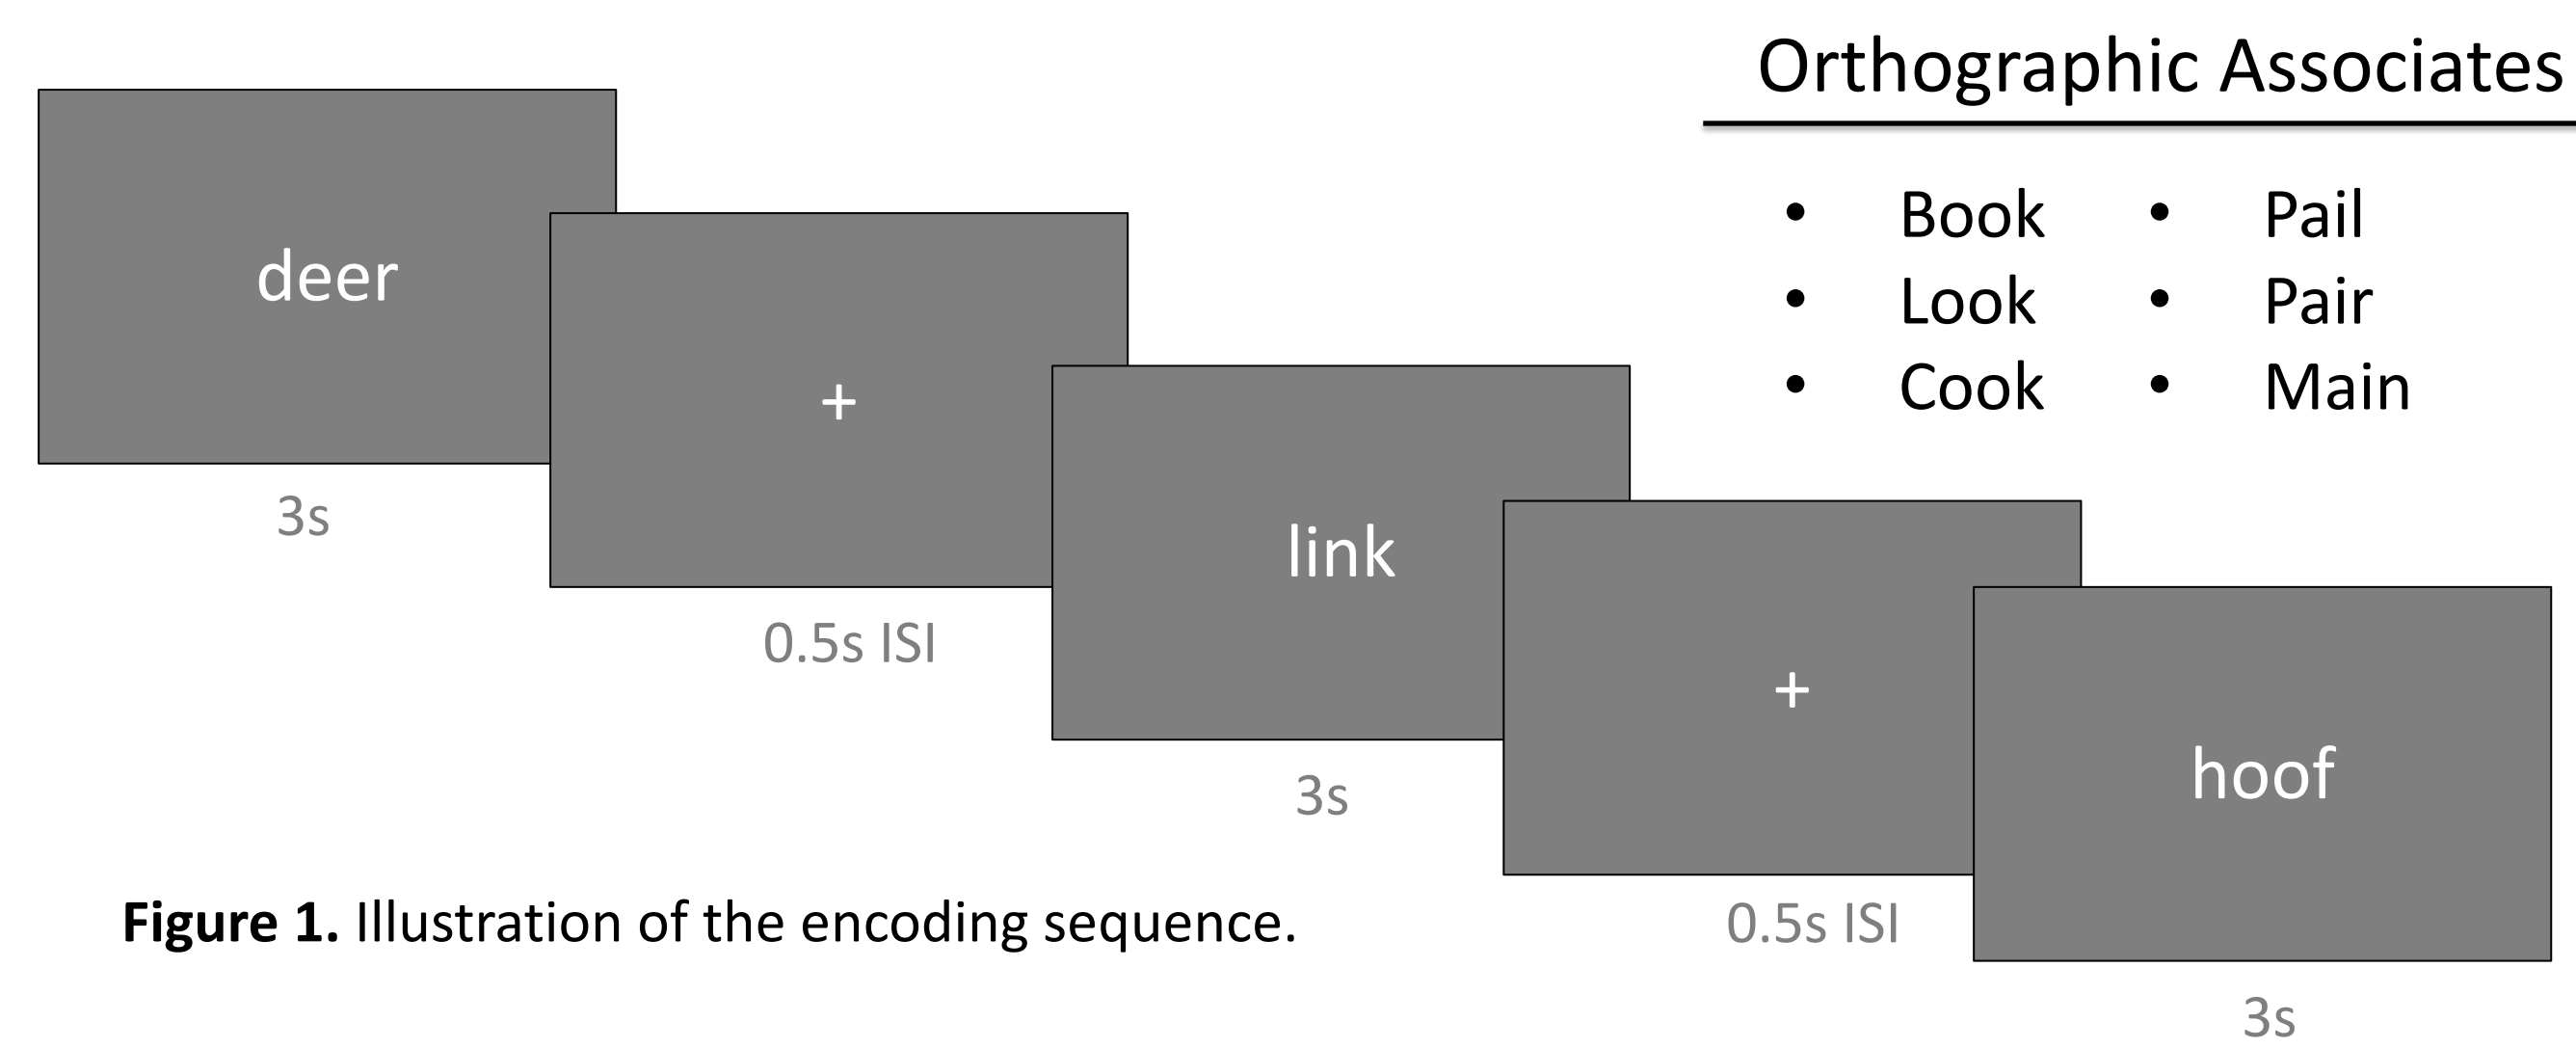 Orthographic Associates
• Book • Pail
• Look • Pair
• Cook • Main
deer
3s
+
0.5s ISI
link
3s
+
0.5s ISI
hoof
3s
Figure 1. Illustration of the encoding sequence.